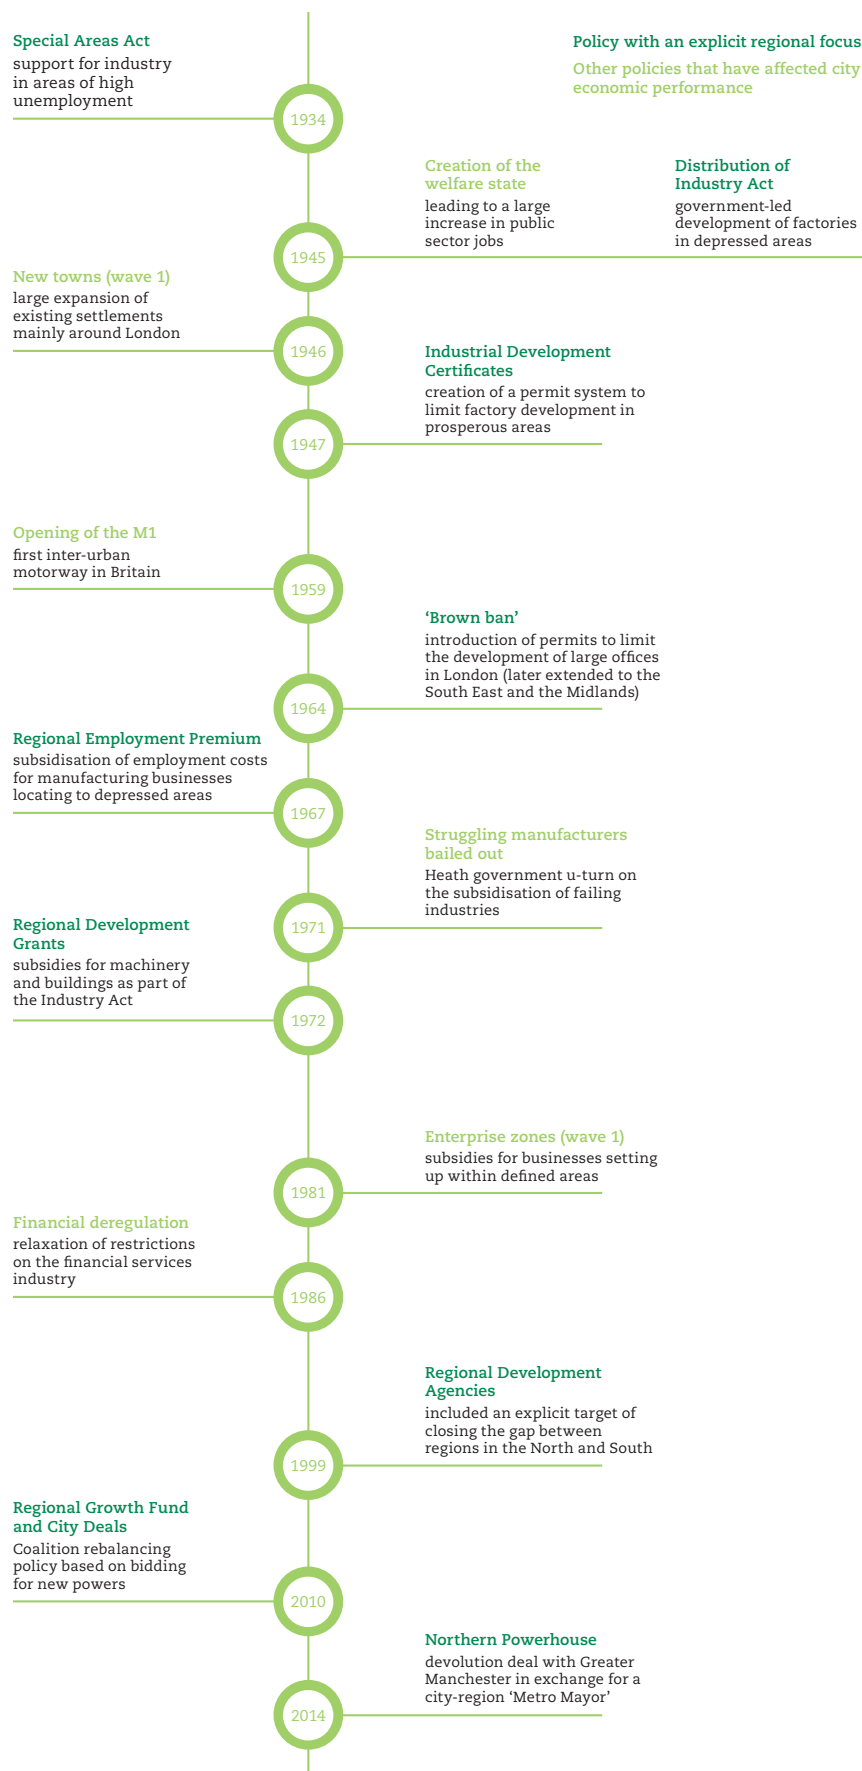 Special Areas Act
support for industry
in areas of high
unemployment
1934
Policy with an explicit regional focus
Other policies that have affected city
economic performance
Creation of the
welfare state
leading to a large
increase in public
sector jobs
Distribution of
Industry Act
government-led
development of factories
in depressed areas
1945
New towns (wave 1)
large expansion of
existing settlements
mainly around London
1946
Industrial Development
Certificates
creation of a permit system to
limit factory development in
prosperous areas
1947
Opening of the M1
first inter-urban
motorway in Britain
1959
‘Brown ban’
introduction of permits to limit
the development of large offices
in London (later extended to the
South East and the Midlands)
1964
Regional Employment Premium
subsidisation of employment costs
for manufacturing businesses
locating to depressed areas
1967
Struggling manufacturers
bailed out
Heath government u-turn on
the subsidisation of failing
industries
1971
Regional Development
Grants
subsidies for machinery
and buildings as part of
the Industry Act
1972
Enterprise zones (wave 1)
subsidies for businesses setting
up within defined areas
1981
Financial deregulation
relaxation of restrictions
on the financial services
industry
1986
Regional Development
Agencies
included an explicit target of
closing the gap between
regions in the North and South
1999
Regional Growth Fund
and City Deals
Coalition rebalancing
policy based on bidding
for new powers
2010
Northern Powerhouse
devolution deal with Greater
Manchester in exchange for a
city-region ‘Metro Mayor’
2014